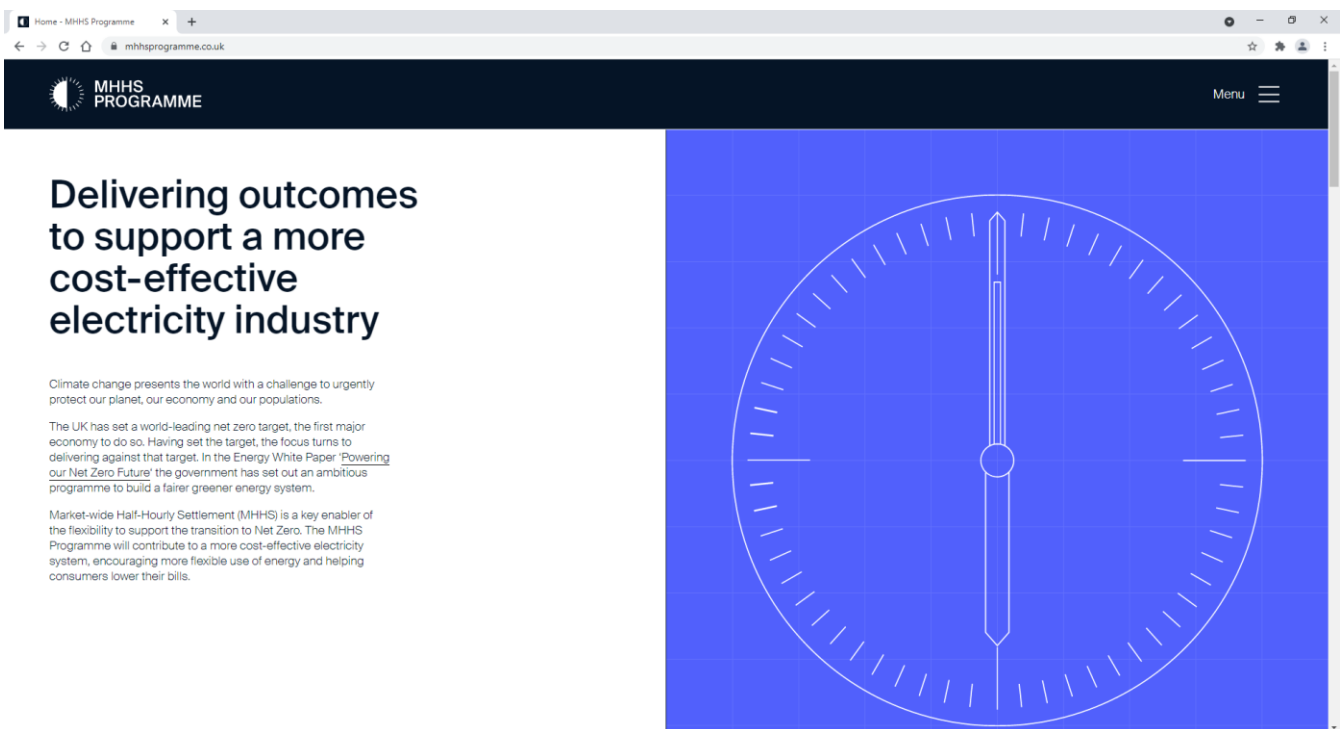 Home - MHHS Programme
mhhsprogramme.co.uk
MHHS
PROGRAMME
Menu
Delivering outcomes
to support a more
cost-effective
electricity industry
Climate change presents the world with a challenge to urgently
protect our planet, our economy and our populations.
The UK has set a world-leading net zero target, the first major
economy to do so. Having set the target, the focus turns to
delivering against that target. In the Energy White Paper ‘Powering
our Net Zero Future’ the government has set out an ambitious
programme to build a fairer greener energy system.
Market-wide Half-Hourly Settlement (MHHS) is a key enabler of
the flexibility to support the transition to Net Zero. The MHHS
Programme will contribute to a more cost-effective electricity
system, encouraging more flexible use of energy and helping
consumers lower their bills.